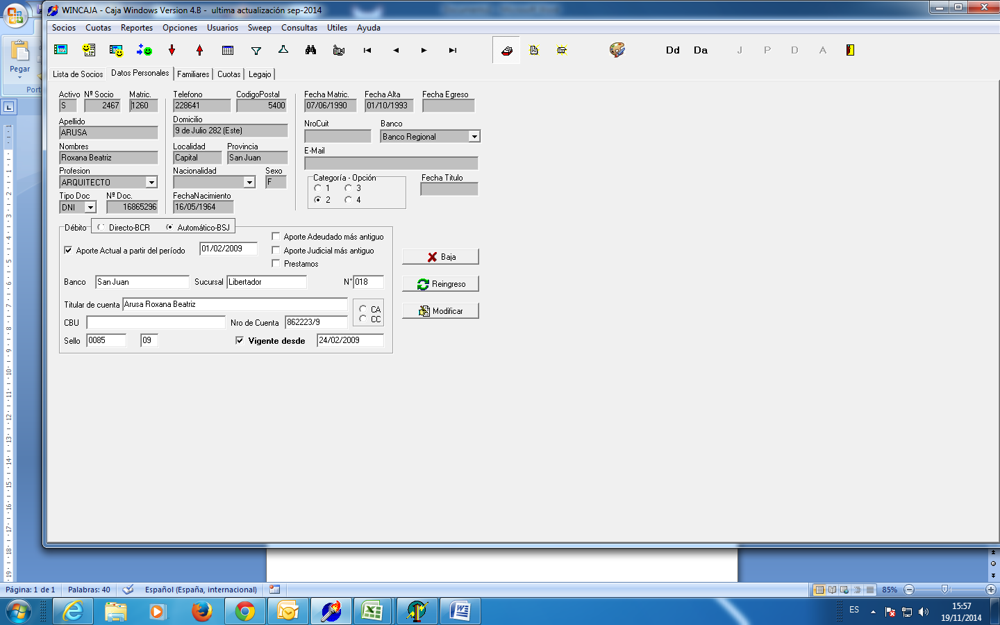 WINCAJA - Caja Windows Version 4.B - ultima actualización sep-2014
Socios Cuotas Reportes Opciones Usuarios Sweep Consultas Utiles Ayuda
Pegar
Dd Da J P D A
Lista de Socios Datos Personales Familiares Cuotas Legajo
Port
Activo Nº Socio Matric. Telefono CodigoPostal Fecha Matric. Fecha Alta Fecha Egreso
S 2467 1260 228641 5400 07/06/1990 01/10/1993
Apellido Domicilio NroCuit Banco
ARUSA 9 de Julio 282 (Este) Banco Regional
Nombres Localidad Provincia E-Mail
Roxana Beatriz Capital San Juan
Profesion Nacionalidad Sexo Categoría - Opción Fecha Titulo
ARQUITECTO F 1 3
Tipo Doc Nº Doc. FechaNacimiento 2 4
DNI 16865296 16/05/1964
Débito Directo-BCR Automático-BSJ
Aporte Adeudado más antiguo
Aporte Actual a partir del período 01/02/2009 Aporte Judicial más antiguo
Prestamos
Baja
Banco San Juan Sucursal Libertador N° 018
Reingreso
Titular de cuenta Arusa Roxana Beatriz CA
Modificar
CBU Nro de Cuenta 862223/9 CC
Sello 0085 09 Vigente desde 24/02/2009
Página: 1 de 1 Palabras: 40 Español (España, internacional) 85%
ES 15:57
19/11/2014